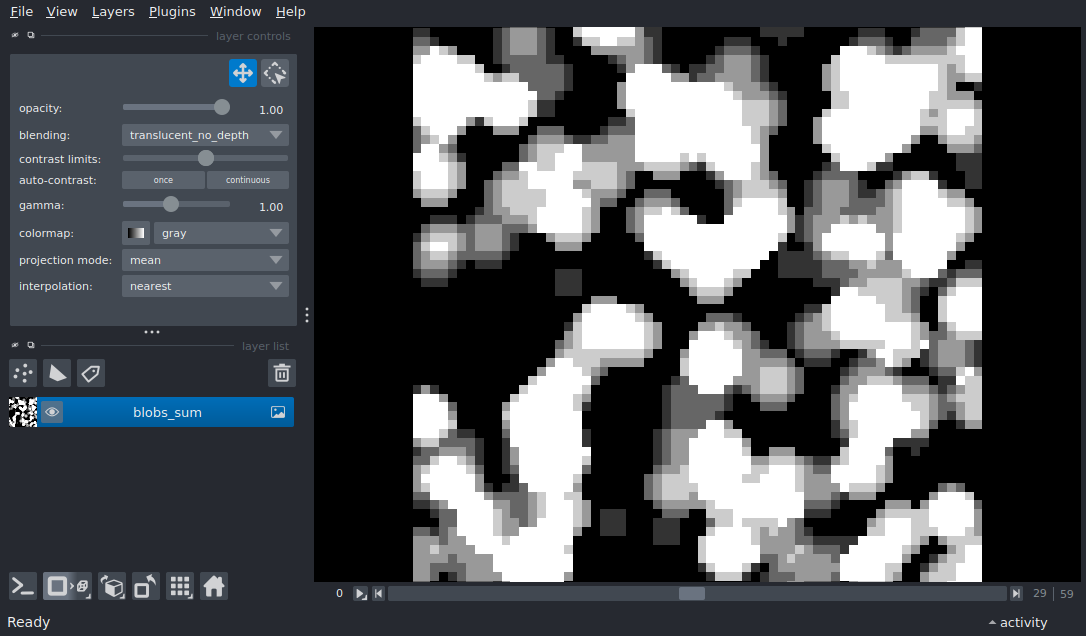 File View Layers Plugins Window Help
layer controls
opacity: 1.00
blending: translucent_no_depth
contrast limits:
auto-contrast: once continuous
gamma: 1.00
colormap: gray
projection mode: mean
interpolation: nearest
layer list
blobs_sum
0 29 59
Ready activity